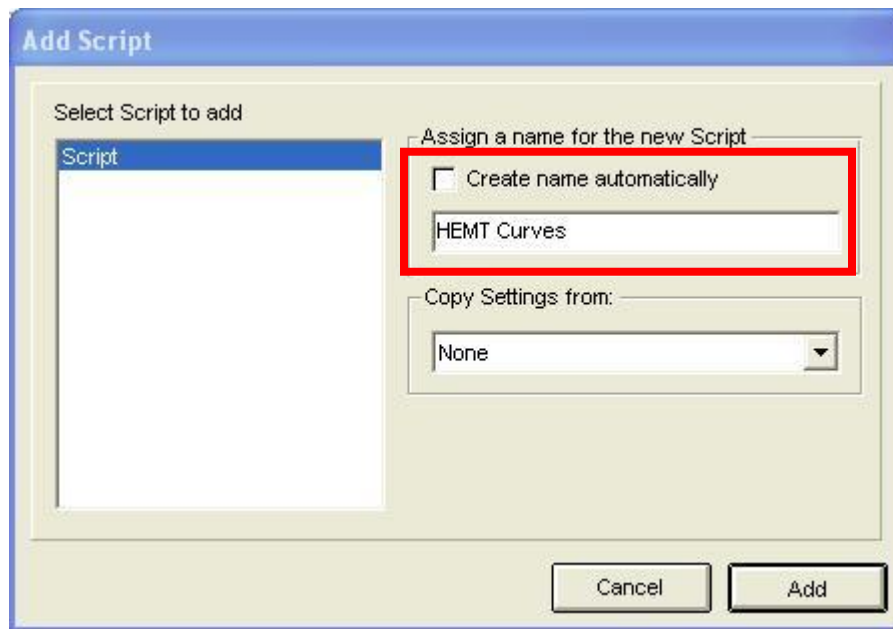 Add Script
Select Script to add
Script
Assign a name for the new Script
Create name automatically
HEMT Curves
Copy Settings from:
None
Cancel
Add